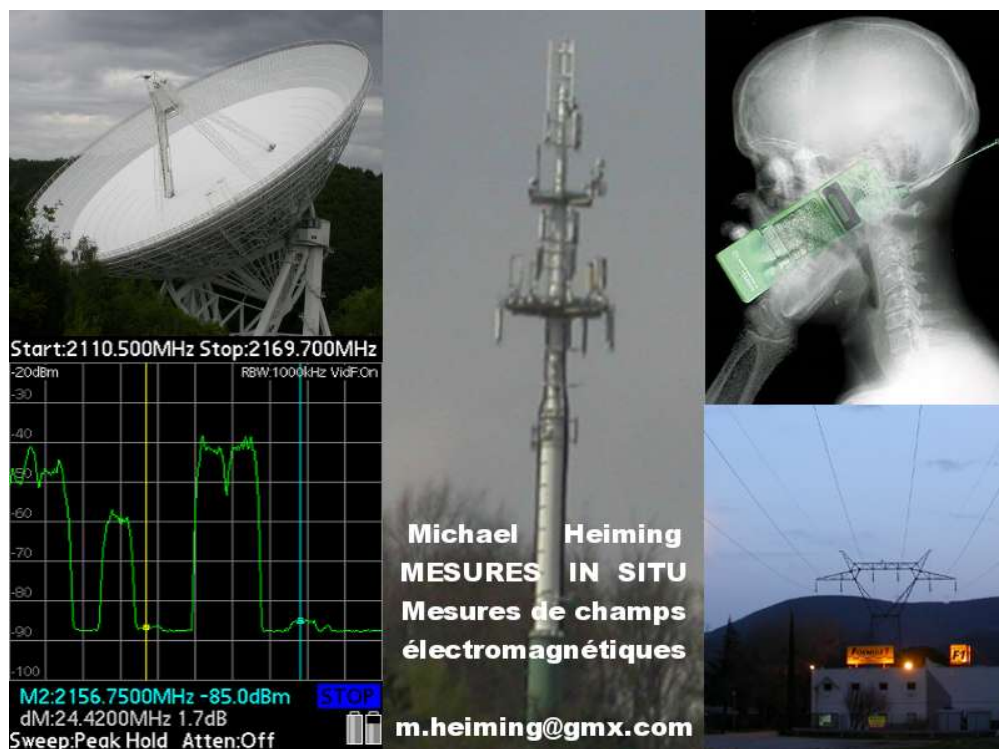 Start:2110.500MHz Stop:2169.700MHz
-20dBm RBW:1000kHz VidF:On
-30
-40
-50
-60
-70
-80
-90
-100
M2:2156.7500MHz -85.0dBm STOP
dM:24.4200MHz 1.7dB
Sweep:Peak Hold Atten:Off
Michael Heiming
MESURES IN SITU
Mesures de champs
électromagnétiques
m.heiming@gmx.com
F1